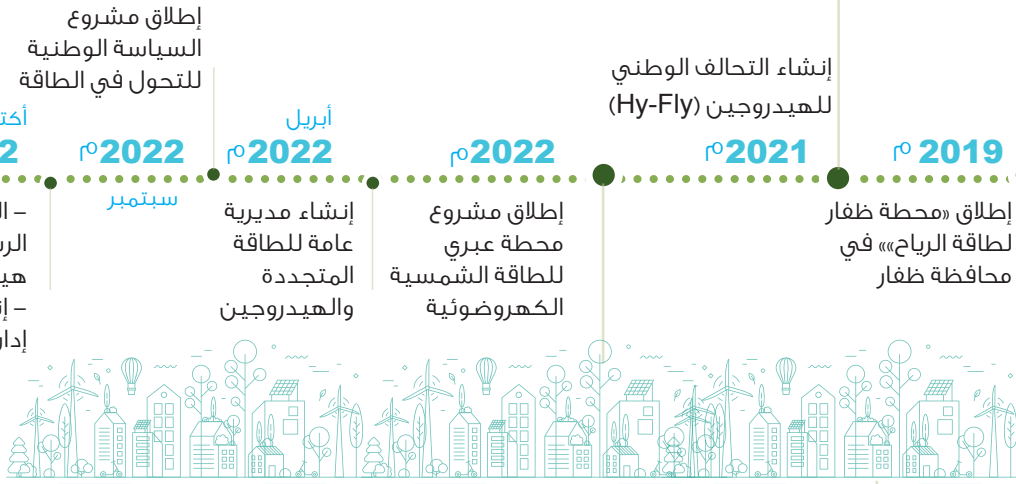 2019 م
إطلاق «محطة ظفار
لطاقة الرياح»» في
محافظة ظفار
2021م
إنشاء التحالف الوطني
للهيدروجين (Hy-Fly)
2022م
إطلاق مشروع
محطة عبري
للطاقة الشمسية
الكهروضوئية
أبريل
2022م
إنشاء مديرية
عامة للطاقة
المتجددة
والهيدروجين
إطلاق مشروع
السياسة الوطنية
للتحول في الطاقة
2022م
سبتمبر